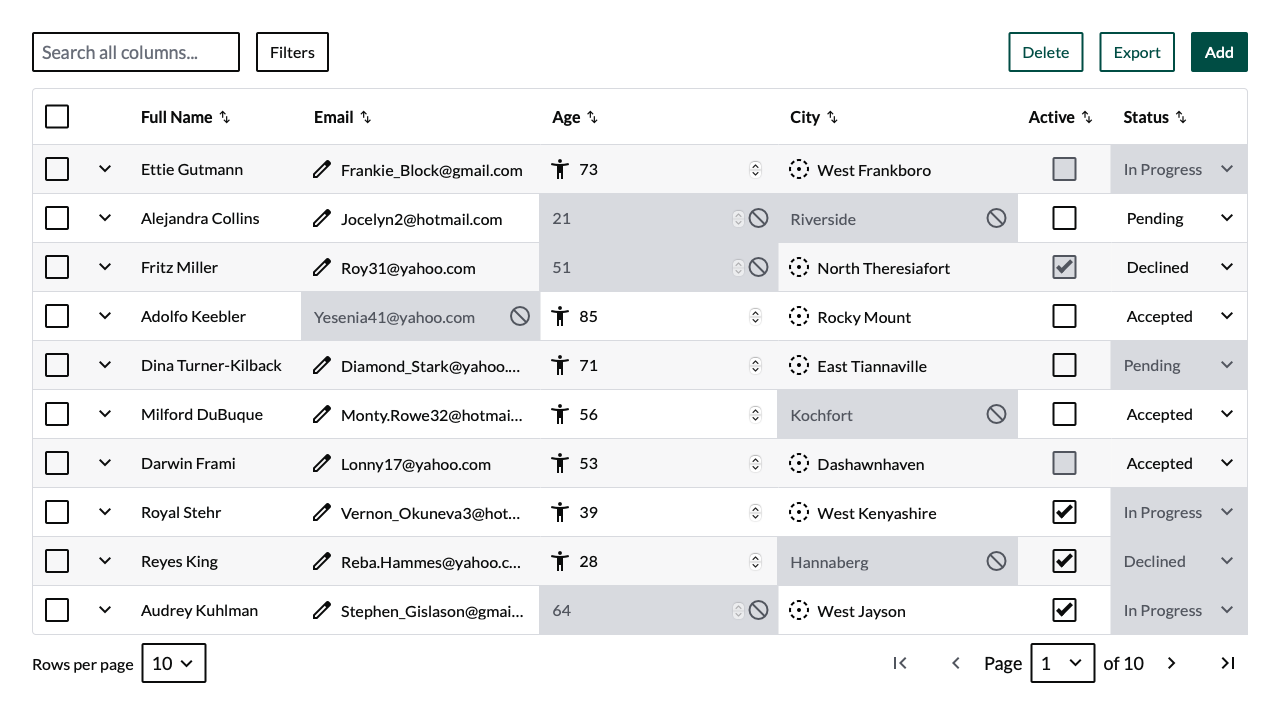 Search all columns... Filters Delete Export Add
Full Name Email Age City Active Status
Ettie Gutmann Frankie_Block@gmail.com 73 West Frankboro In Progress
Alejandra Collins Jocelyn2@hotmail.com 21 Riverside Pending
Fritz Miller Roy31@yahoo.com 51 North Theresiafort Declined
Adolfo Keebler Yesenia41@yahoo.com 85 Rocky Mount Accepted
Dina Turner-Kilback Diamond_Stark@yahoo.... 71 East Tiannaville Pending
Milford DuBuque Monty.Rowe32@hotmai... 56 Kochfort Accepted
Darwin Frami Lonny17@yahoo.com 53 Dashawnhaven Accepted
Royal Stehr Vernon_Okuneva3@hot... 39 West Kenyashire In Progress
Reyes King Reba.Hammes@yahoo.c... 28 Hannaberg Declined
Audrey Kuhlman Stephen_Gislason@gmai... 64 West Jayson In Progress
Rows per page 10 Page 1 of 10